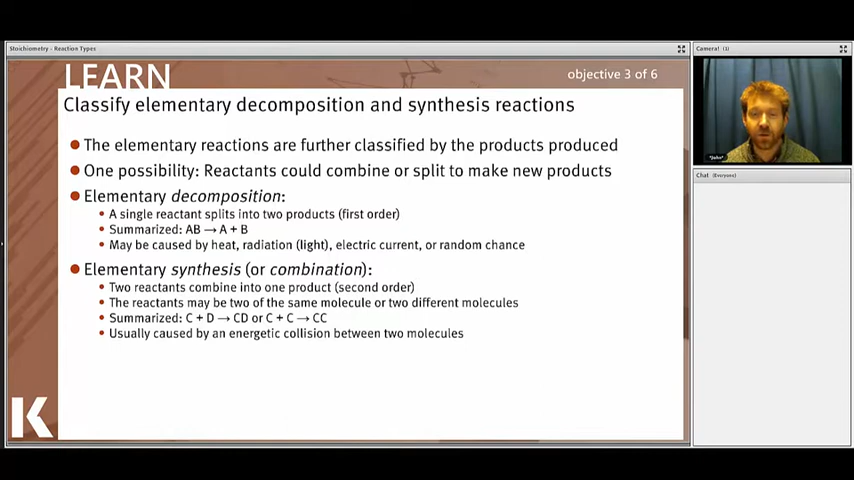 Stoichiometry - Reaction Types
LEARN
objective 3 of 6
Classify elementary decomposition and synthesis reactions
The elementary reactions are further classified by the products produced
One possibility: Reactants could combine or split to make new products
Elementary decomposition:
A single reactant splits into two products (first order)
Summarized: AB → A + B
May be caused by heat, radiation (light), electric current, or random chance
Elementary synthesis (or combination):
Two reactants combine into one product (second order)
The reactants may be two of the same molecule or two different molecules
Summarized: C + D → CD or C + C → CC
Usually caused by an energetic collision between two molecules
K
Camera! (1)
*John*
Chat (Everyone)